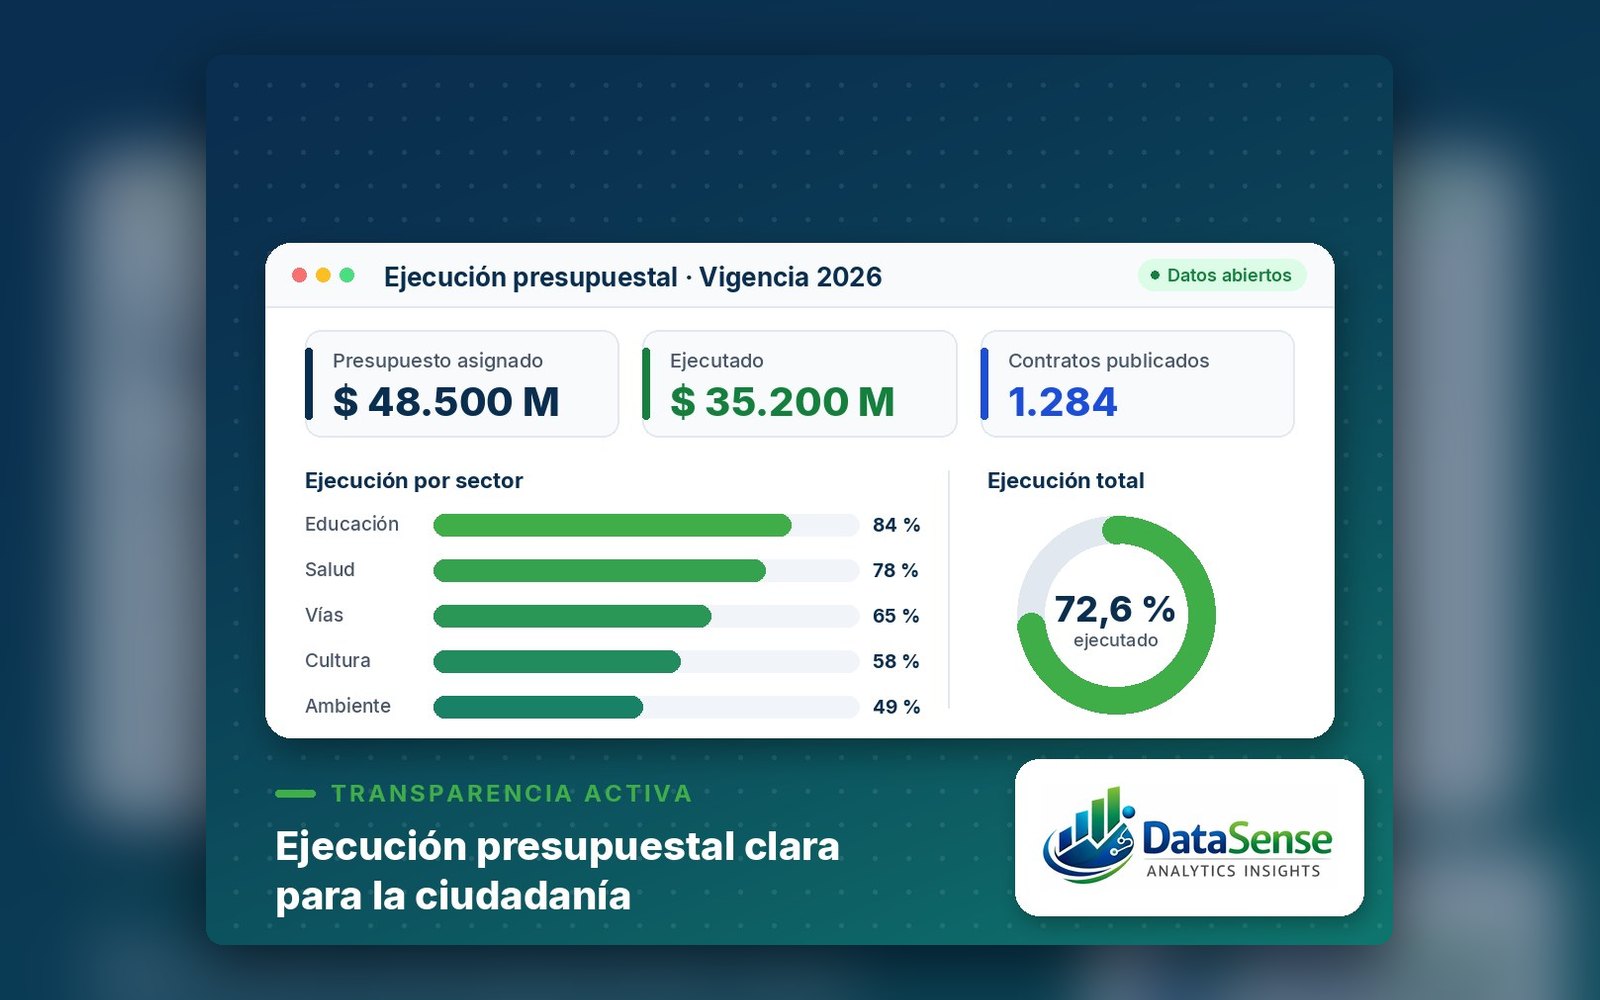 Ejecución presupuestal · Vigencia 2026
Datos abiertos
Presupuesto asignado
$ 48.500 M
Ejecutado
$ 35.200 M
Contratos publicados
1.284
Ejecución por sector
Educación 84 %
Salud 78 %
Vías 65 %
Cultura 58 %
Ambiente 49 %
Ejecución total
72,6 %
ejecutado
TRANSPARENCIA ACTIVA
Ejecución presupuestal clara
para la ciudadanía
DataSense
ANALYTICS INSIGHTS